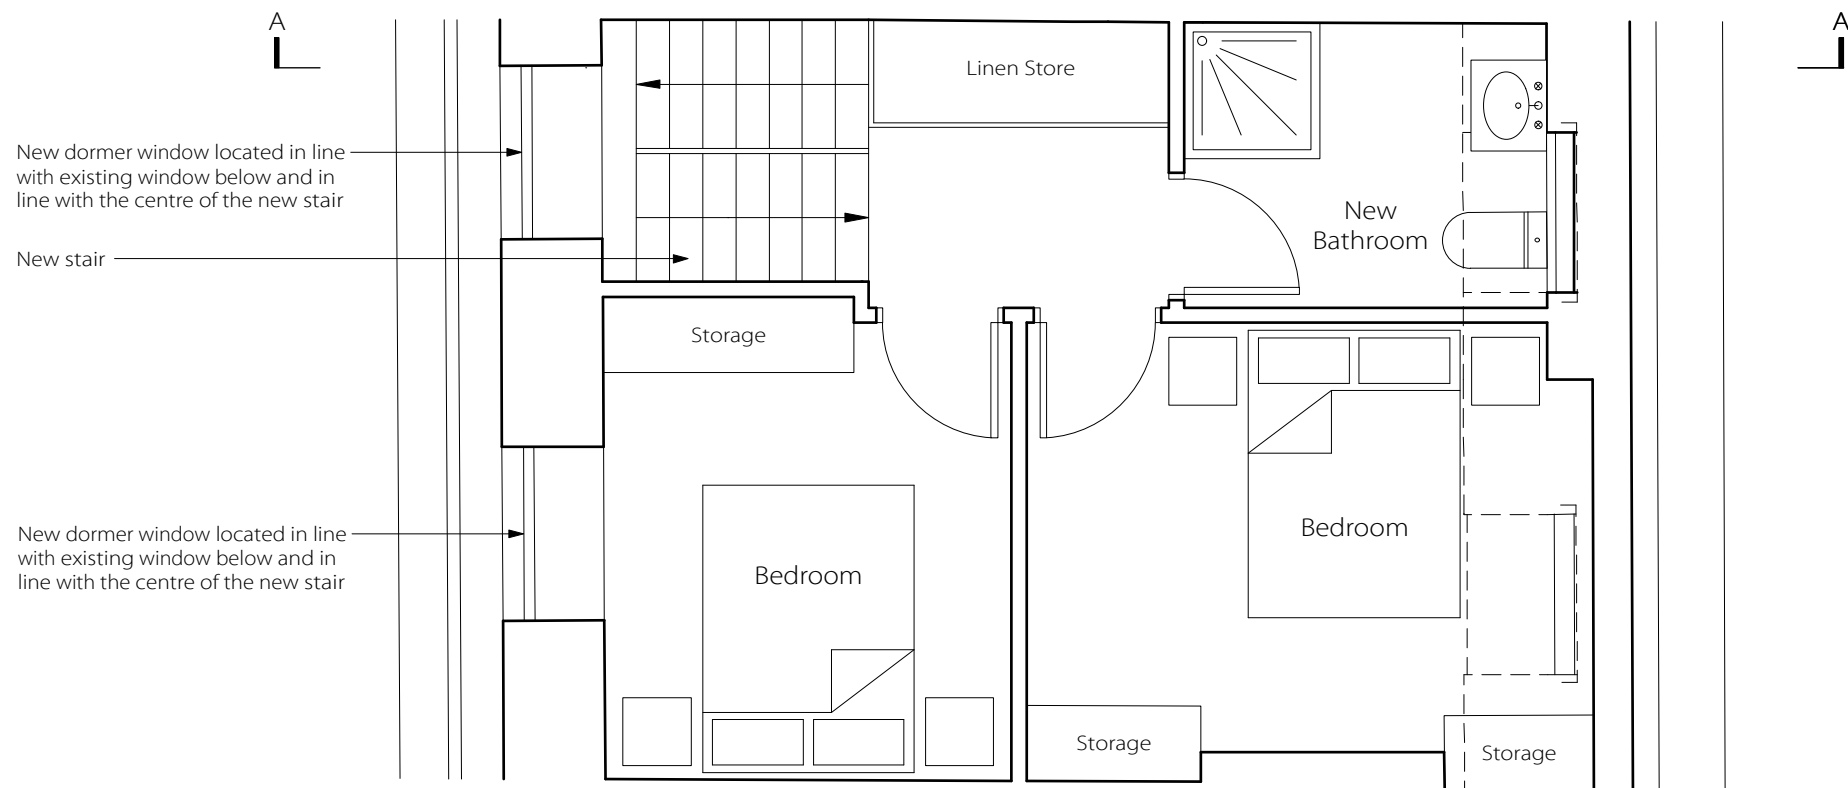 A
A
Linen Store
New dormer window located in line
with existing window below and in
line with the centre of the new stair
New
Bathroom
New stair
Storage
New dormer window located in line
with existing window below and in
line with the centre of the new stair
Bedroom
Bedroom
Storage
Storage